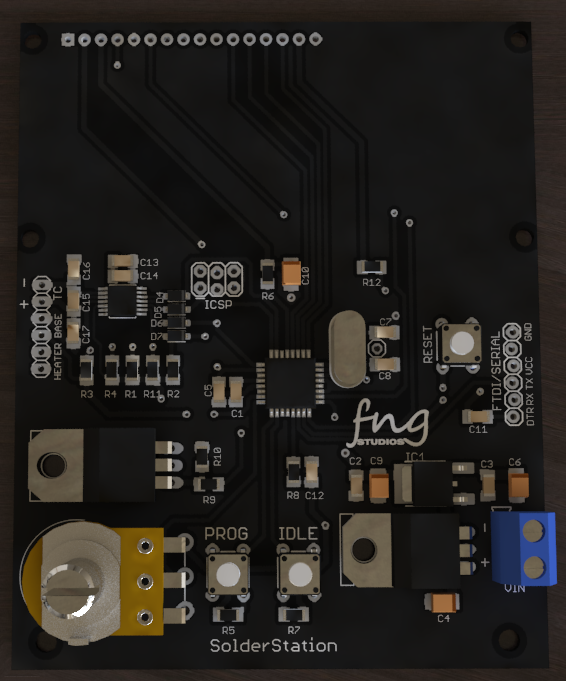 C16
C13
C14
-
+
TC
C15
D4
D5
ICSP
R6
C10
R12
HEATER BASE
C17
D6
D7
C7
RESET
GND
FTDI/SERIAL
VCC
TX
RX
DTR
R3
R4
R1
R11
R2
C5
C1
C8
fng
STUDIOS
C11
R10
R9
R8
C12
C2
C9
IC1
C3
C6
PROG
IDLE
-
+
VIN
R5
R7
C4
SolderStation